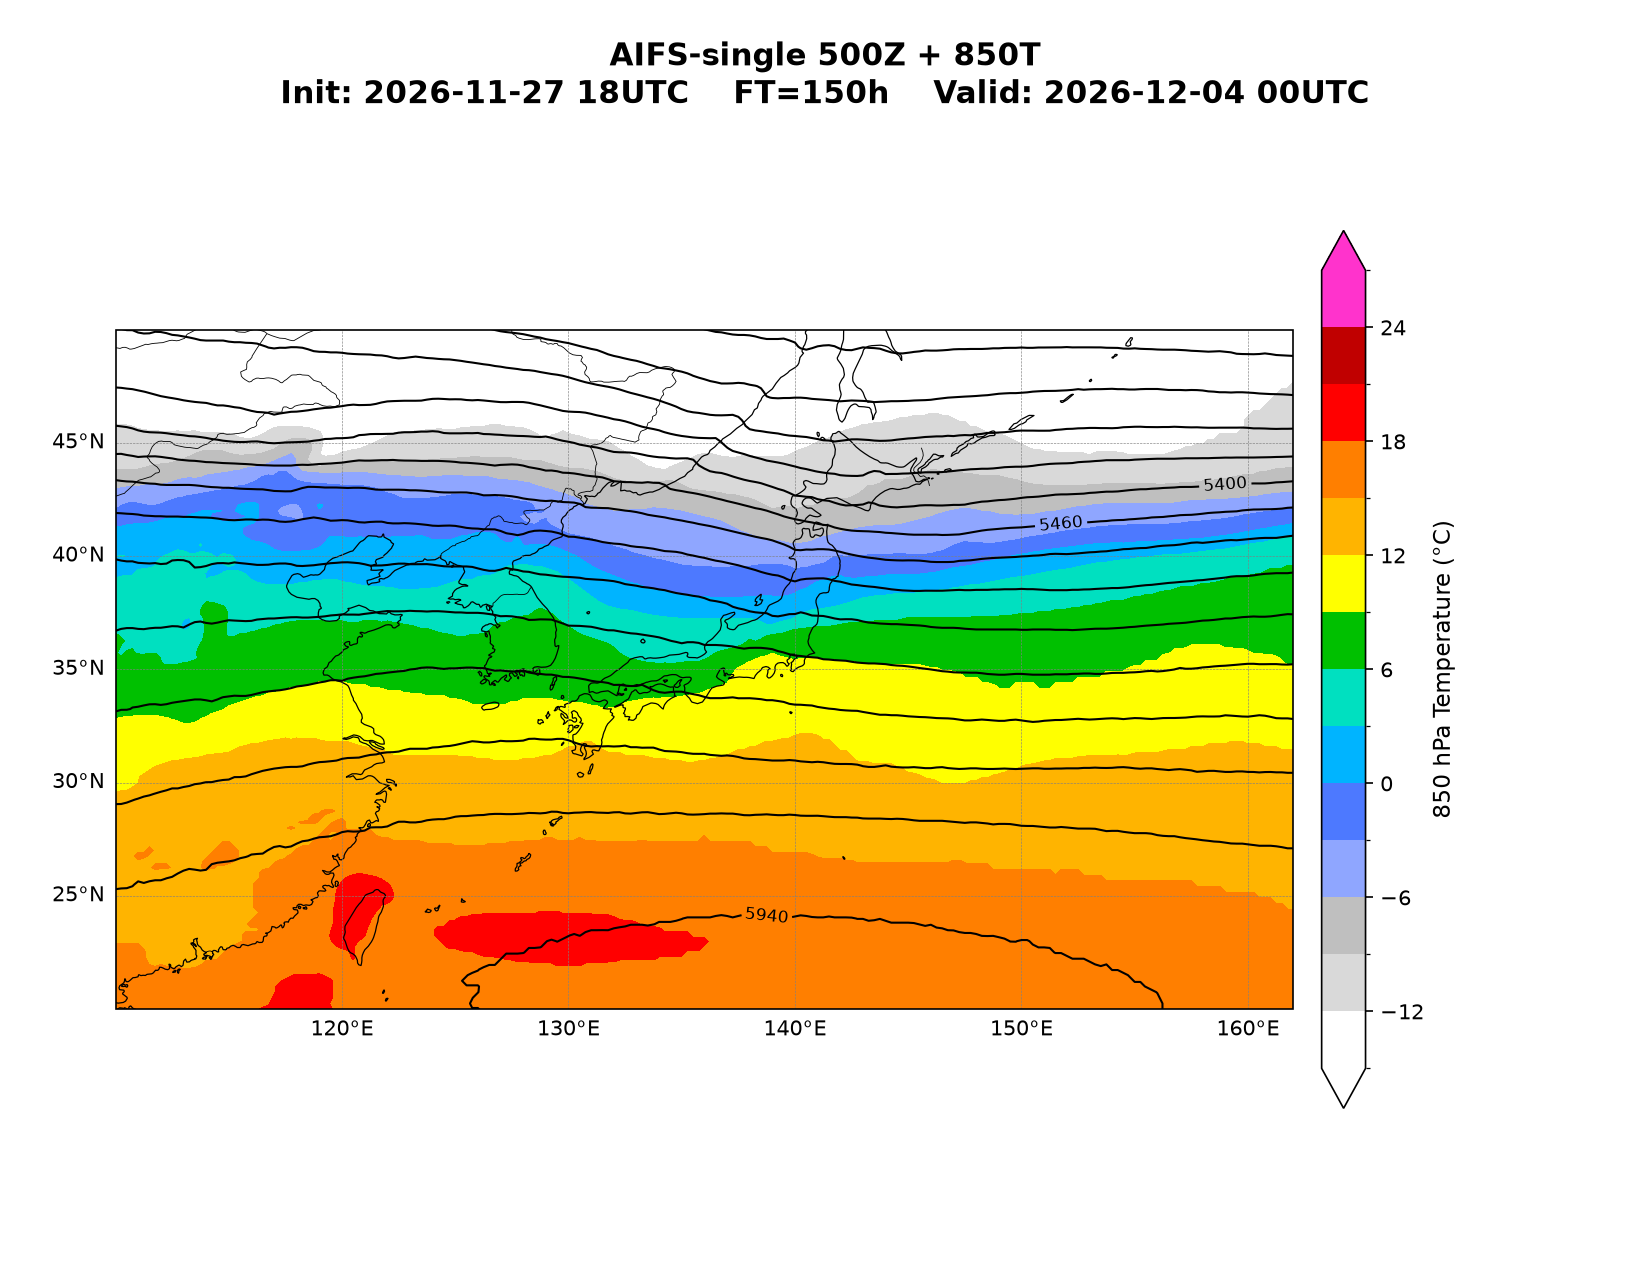 AIFS-single 500Z + 850T
Init: 2026-11-27 18UTC    FT=150h    Valid: 2026-12-04 00UTC
24
18
12
6
0
−6
−12
850 hPa Temperature (°C)
45°N
40°N
35°N
30°N
25°N
5400
5460
5940
120°E
130°E
140°E
150°E
160°E